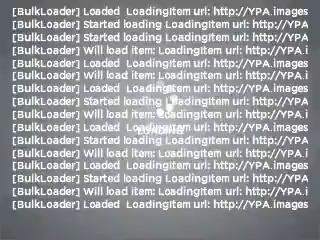 [BulkLoader] Loaded LoadingItem url: http://YPA.images
[BulkLoader] Started loading LoadingItem url: http://YPA
[BulkLoader] Loaded LoadingItem url: http://YPA.images
[BulkLoader] Will load item: LoadingItem url: http://YPA.i
[BulkLoader] Loaded LoadingItem url: http://YPA.images
[BulkLoader] Will load item: LoadingItem url: http://YPA.i
[BulkLoader] Loaded LoadingItem url: http://YPA.images
[BulkLoader] Started loading LoadingItem url: http://YPA
[BulkLoader] Will load item: LoadingItem url: http://YPA.i
[BulkLoader] Loaded LoadingItem url: http://YPA.images
LOADING
[BulkLoader] Started loading LoadingItem url: http://YPA
[BulkLoader] Will load item: LoadingItem url: http://YPA.i
[BulkLoader] Loaded LoadingItem url: http://YPA.images
[BulkLoader] Started loading LoadingItem url: http://YPA
[BulkLoader] Will load item: LoadingItem url: http://YPA.i
[BulkLoader] Loaded LoadingItem url: http://YPA.images